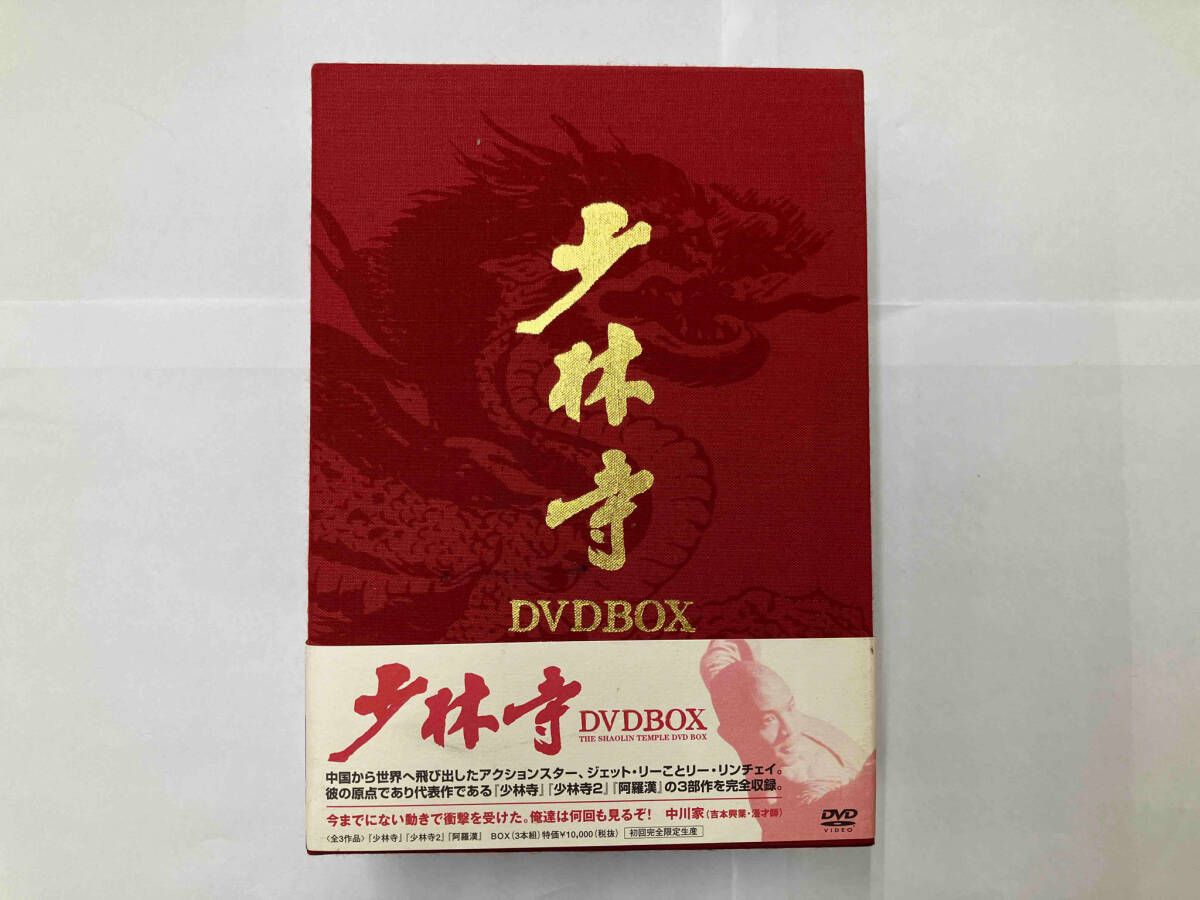 少林寺
DVDBOX
少林寺 DVDBOX
THE SHAOLIN TEMPLE DVD BOX
中国から世界へ飛び出したアクションスター、ジェット・リーことリー・リンチェイ。
彼の原点であり代表作である『少林寺』『少林寺2』『阿羅漢』の3部作を完全収録。
今までにない動きで衝撃を受けた。俺達は何回も見るぞ! 中川家(吉本興業・漫才師)
〈全3作品〉『少林寺』『少林寺2』『阿羅漢』 BOX(3本組)特価¥10,000(税抜) 初回完全限定生産
DVD
VIDEO